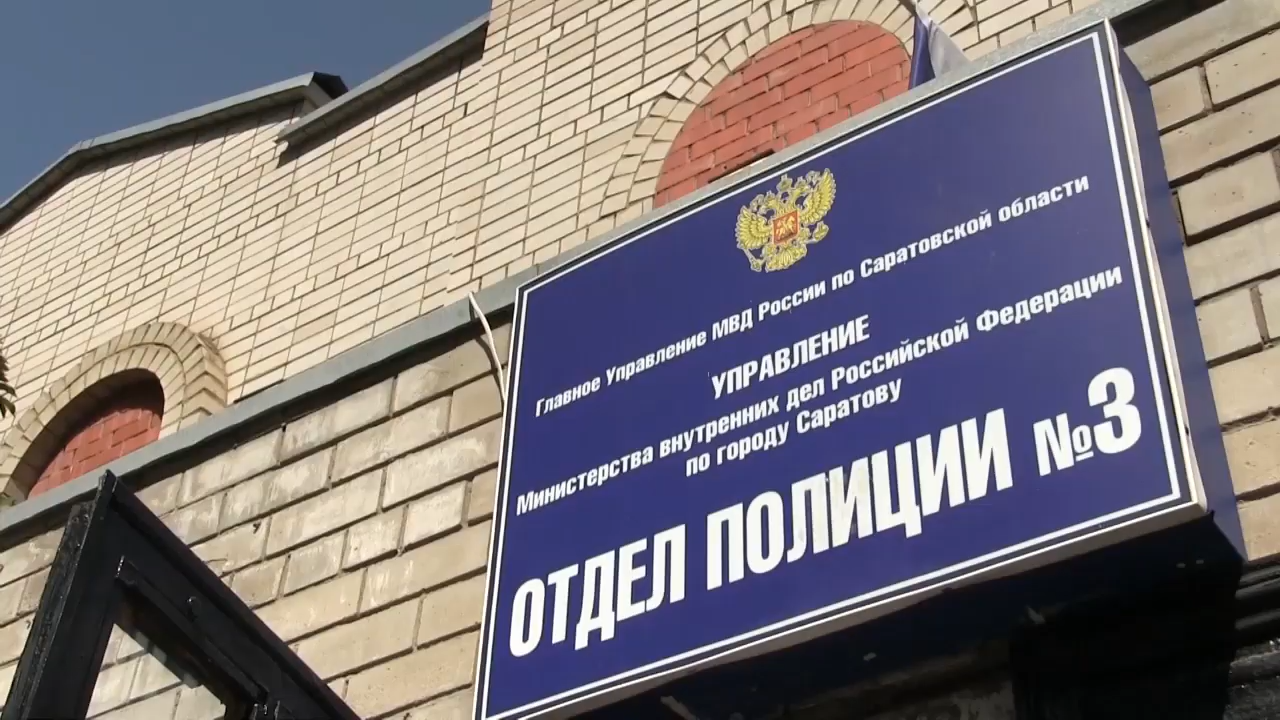 Главное Управление МВД России по Саратовской области
УПРАВЛЕНИЕ
Министерства внутренних дел Российской Федерации
по городу Саратову
ОТДЕЛ ПОЛИЦИИ №3